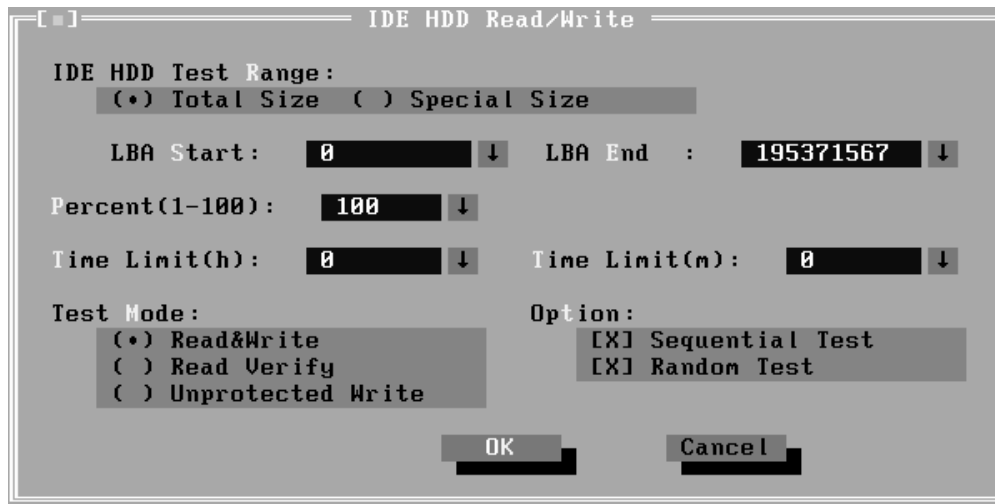 [■] IDE HDD Read/Write
IDE HDD Test Range:
(•) Total Size ( ) Special Size
LBA Start: 0 ↓ LBA End : 195371567 ↓
Percent(1-100): 100 ↓
Time Limit(h): 0 ↓ Time Limit(m): 0 ↓
Test Mode: Option:
(•) Read&Write [X] Sequential Test
( ) Read Verify [X] Random Test
( ) Unprotected Write
OK Cancel